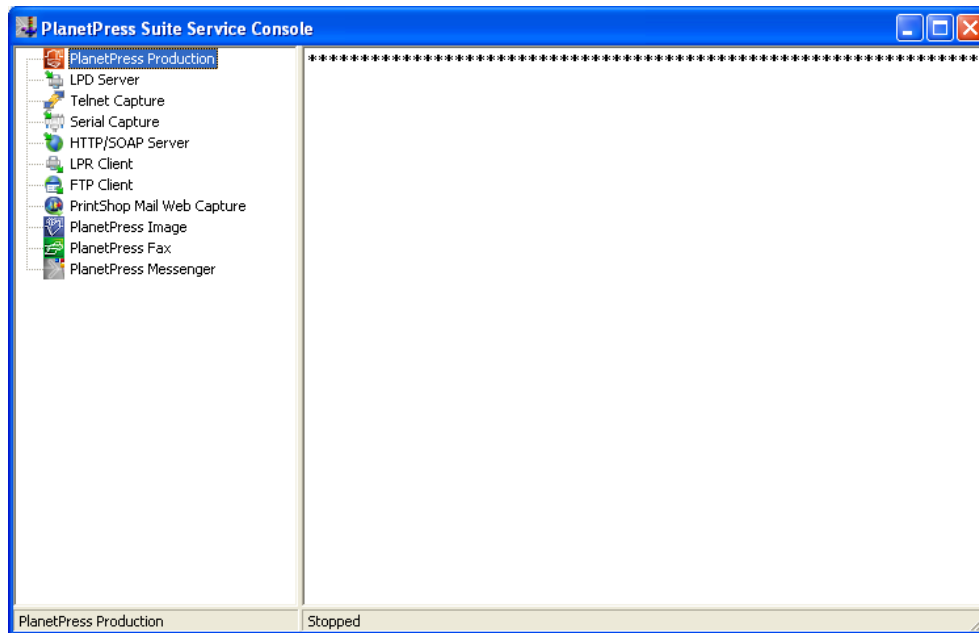 PlanetPress Suite Service Console
PlanetPress Production
LPD Server
Telnet Capture
Serial Capture
HTTP/SOAP Server
LPR Client
FTP Client
PrintShop Mail Web Capture
PlanetPress Image
PlanetPress Fax
PlanetPress Messenger
****************************************************************
PlanetPress Production
Stopped